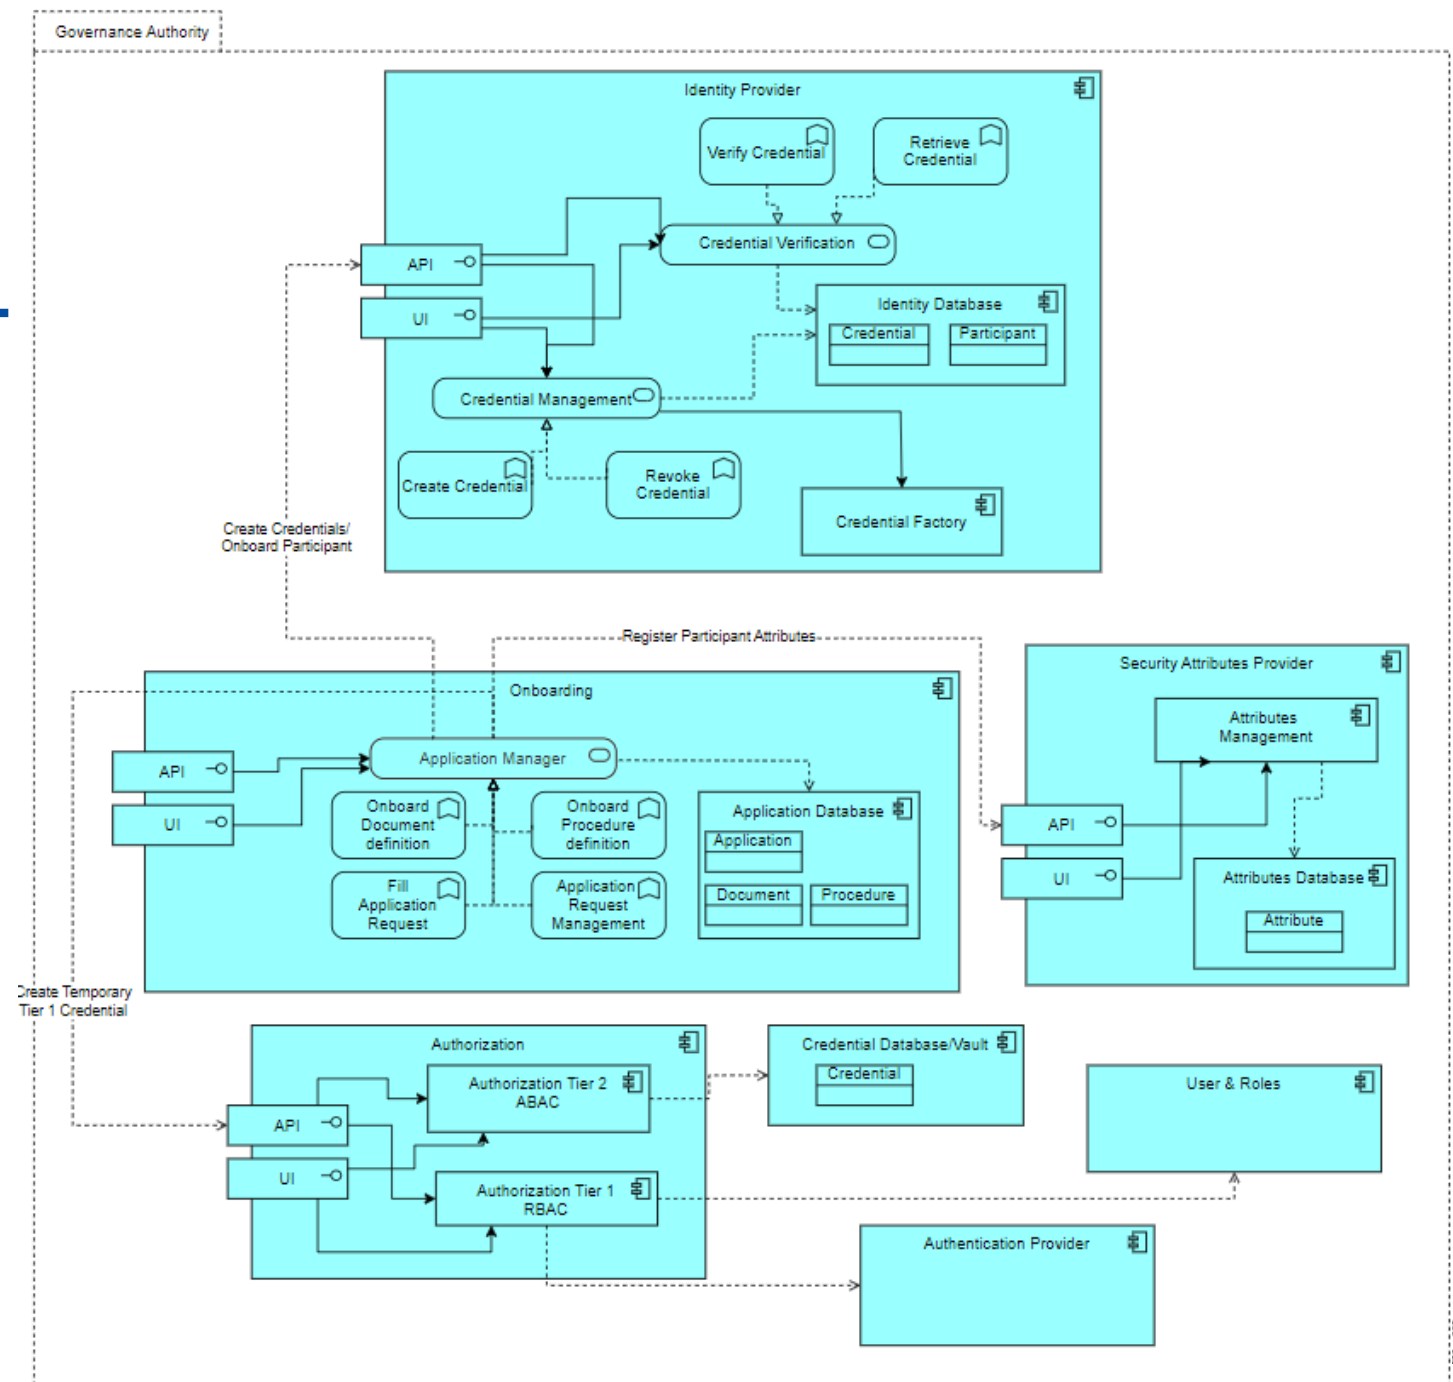 Governance Authority
Identity Provider
Verify Credential
Retrieve
Credential
Credential Verification
API
UI
Identity Database
Credential
Participant
Credential Management
Create Credential
Revoke
Credential
Credential Factory
Create Credentials/
Onboard Participant
Register Participant Attributes
Onboarding
API
UI
Application Manager
Onboard
Document
definition
Onboard
Procedure
definition
Fill
Application
Request
Application
Request
Management
Application Database
Application
Document
Procedure
Security Attributes Provider
Attributes
Management
API
UI
Attributes Database
Attribute
Create Temporary
Tier 1 Credential
Authorization
Authorization Tier 2
ABAC
API
UI
Authorization Tier 1
RBAC
Credential Database/Vault
Credential
User & Roles
Authentication Provider